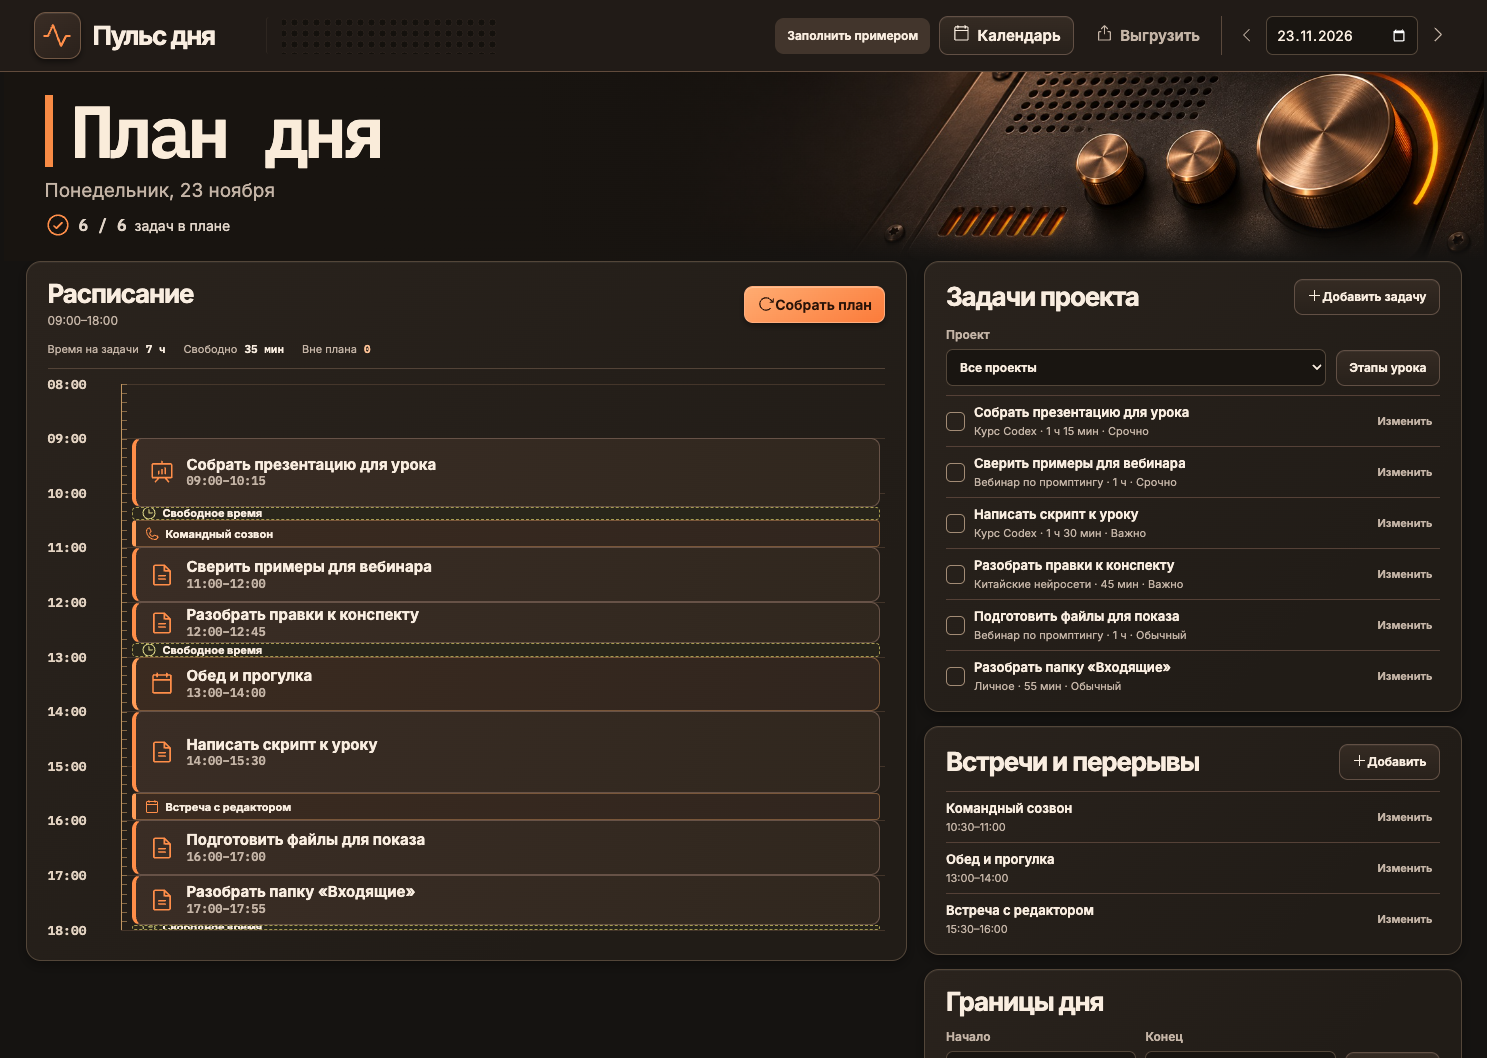 Пульс дня
Заполнить примером
Календарь
Выгрузить
23.11.2026
План дня
Понедельник, 23 ноября
6 / 6 задач в плане
Расписание
09:00–18:00
Собрать план
Время на задачи 7 ч Свободно 35 мин Вне плана 0
08:00
09:00
Собрать презентацию для урока
09:00–10:15
10:00
Свободное время
Командный созвон
11:00
Сверить примеры для вебинара
11:00–12:00
12:00
Разобрать правки к конспекту
12:00–12:45
Свободное время
13:00
Обед и прогулка
13:00–14:00
14:00
Написать скрипт к уроку
14:00–15:30
15:00
Встреча с редактором
16:00
Подготовить файлы для показа
16:00–17:00
17:00
Разобрать папку «Входящие»
17:00–17:55
Свободное время
18:00
Задачи проекта
Добавить задачу
Проект
Все проекты
Этапы урока
Собрать презентацию для урока
Курс Codex · 1 ч 15 мин · Срочно
Изменить
Сверить примеры для вебинара
Вебинар по промптингу · 1 ч · Срочно
Изменить
Написать скрипт к уроку
Курс Codex · 1 ч 30 мин · Важно
Изменить
Разобрать правки к конспекту
Китайские нейросети · 45 мин · Важно
Изменить
Подготовить файлы для показа
Вебинар по промптингу · 1 ч · Обычный
Изменить
Разобрать папку «Входящие»
Личное · 55 мин · Обычный
Изменить
Встречи и перерывы
Добавить
Командный созвон
10:30–11:00
Изменить
Обед и прогулка
13:00–14:00
Изменить
Встреча с редактором
15:30–16:00
Изменить
Границы дня
Начало
Конец